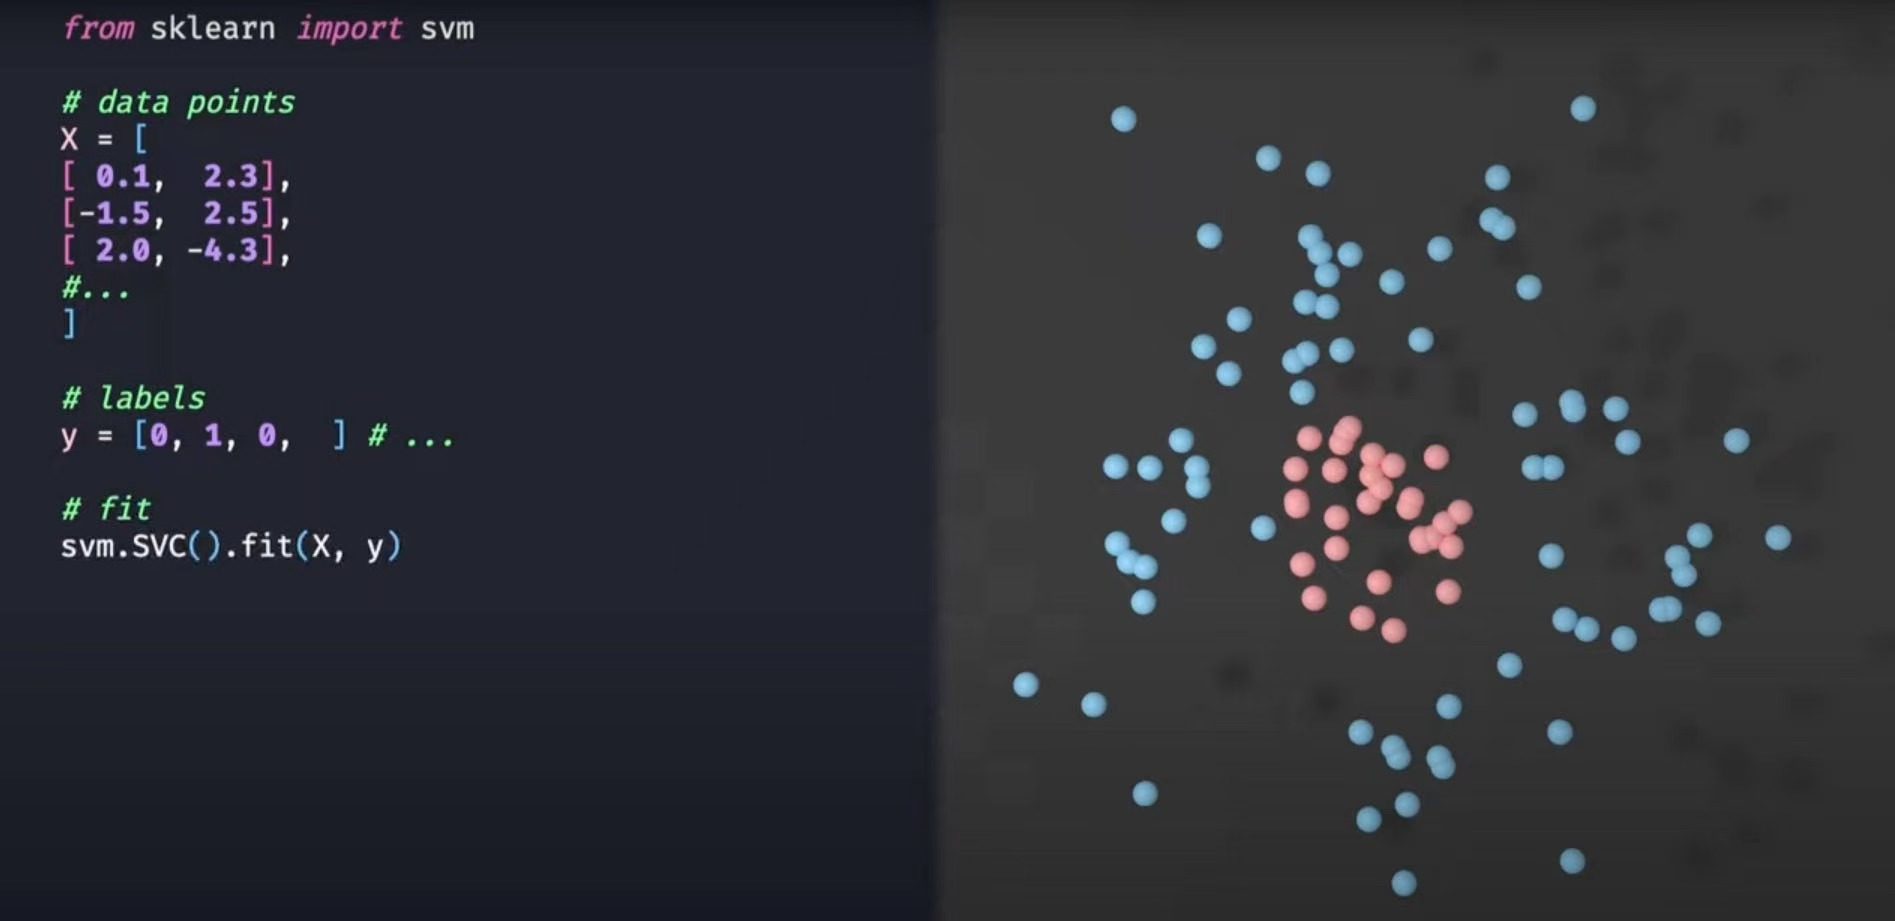 from sklearn import svm
# data points
X = [
[ 0.1,  2.3],
[-1.5,  2.5],
[ 2.0, -4.3],
#...
]
# labels
y = [0, 1, 0,  ] # ...
# fit
svm.SVC().fit(X, y)